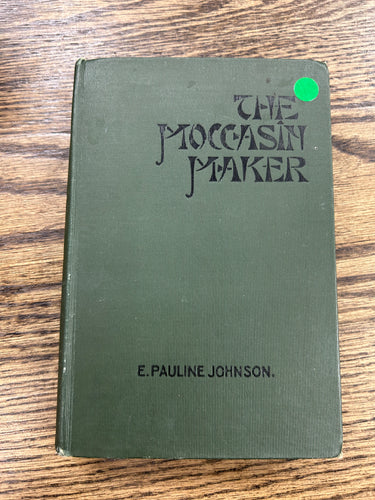 THE
MOCCASIN
MAKER
E. PAULINE JOHNSON.